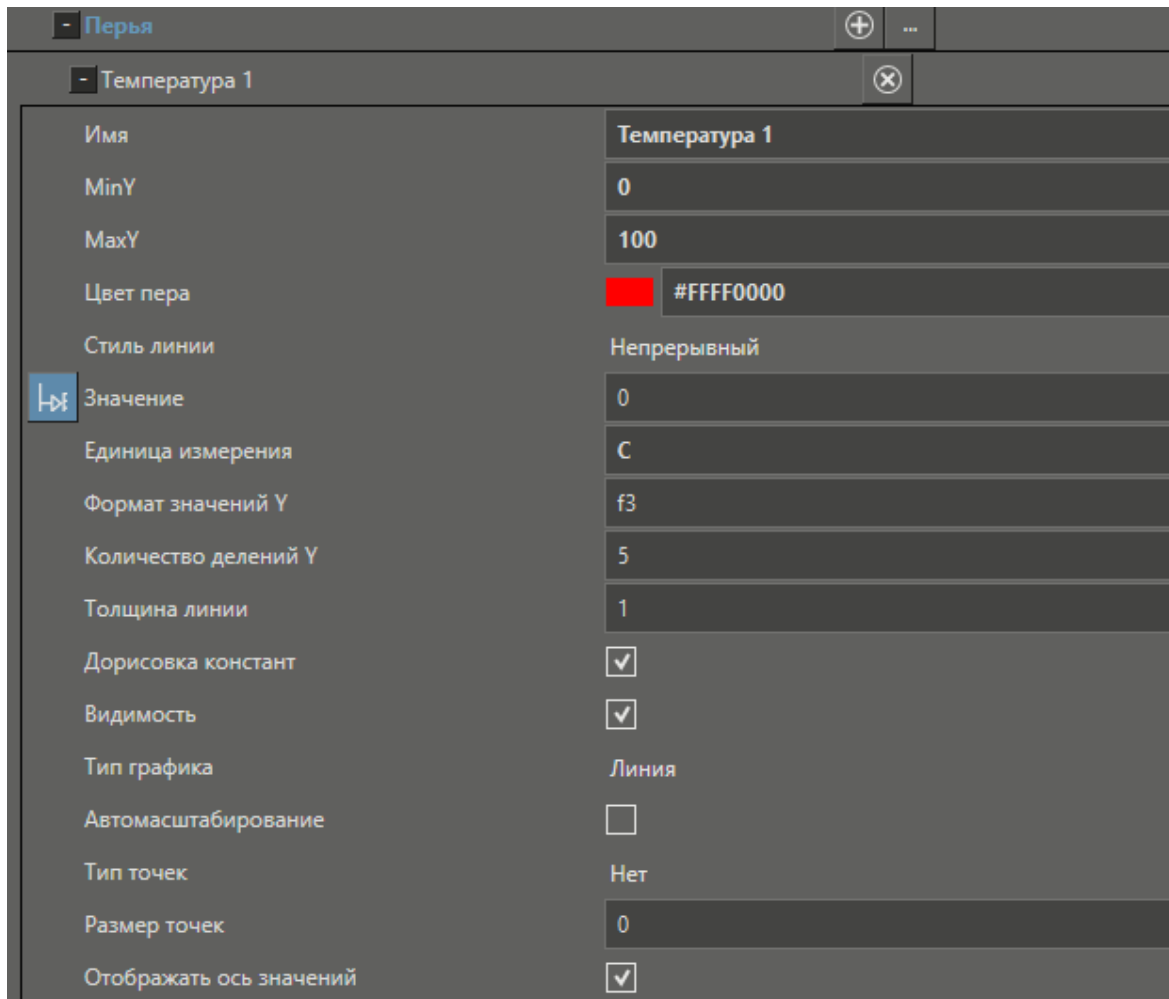 - Перья ...
- Температура 1
Имя Температура 1
MinY 0
MaxY 100
Цвет пера #FFFF0000
Стиль линии Непрерывный
Значение 0
Единица измерения С
Формат значений Y f3
Количество делений Y 5
Толщина линии 1
Дорисовка констант
Видимость
Тип графика Линия
Автомасштабирование
Тип точек Нет
Размер точек 0
Отображать ось значений